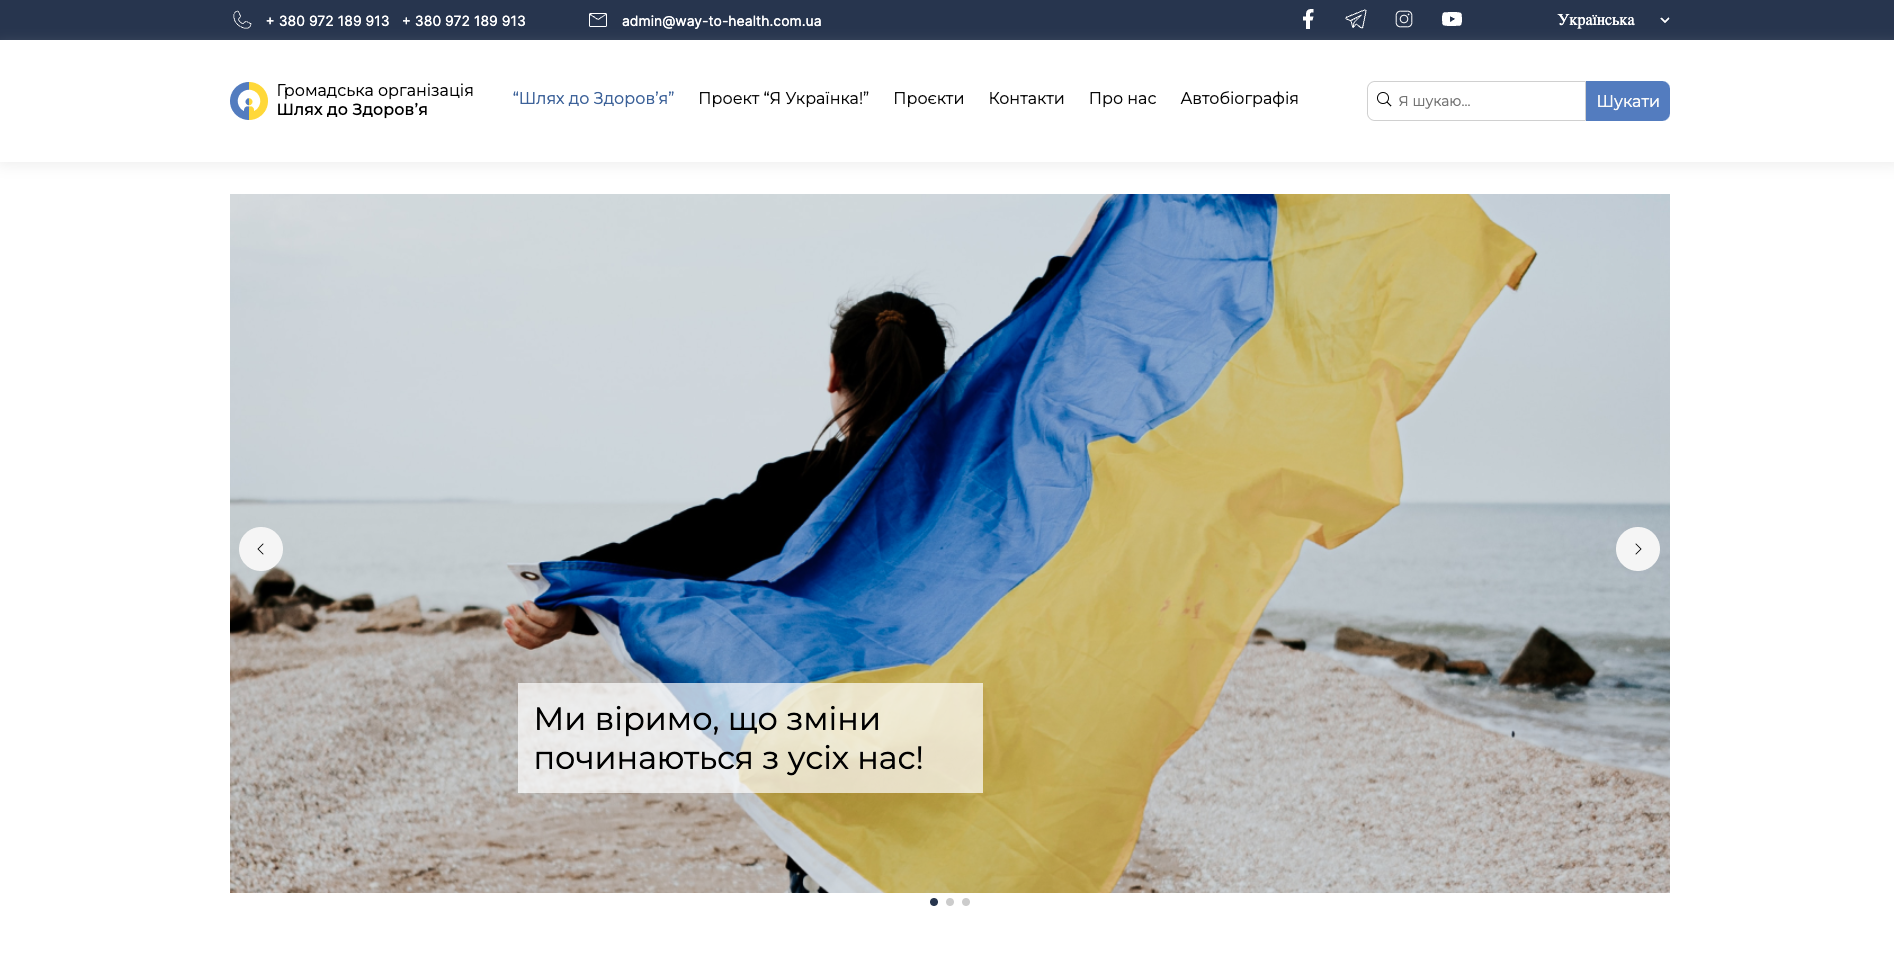 + 380 972 189 913 + 380 972 189 913 admin@way-to-health.com.ua Українська
Громадська організація
Шлях до Здоров’я
“Шлях до Здоров’я” Проект “Я Українка!” Проєкти Контакти Про нас Автобіографія
Я шукаю... Шукати
Ми віримо, що зміни
починаються з усіх нас!